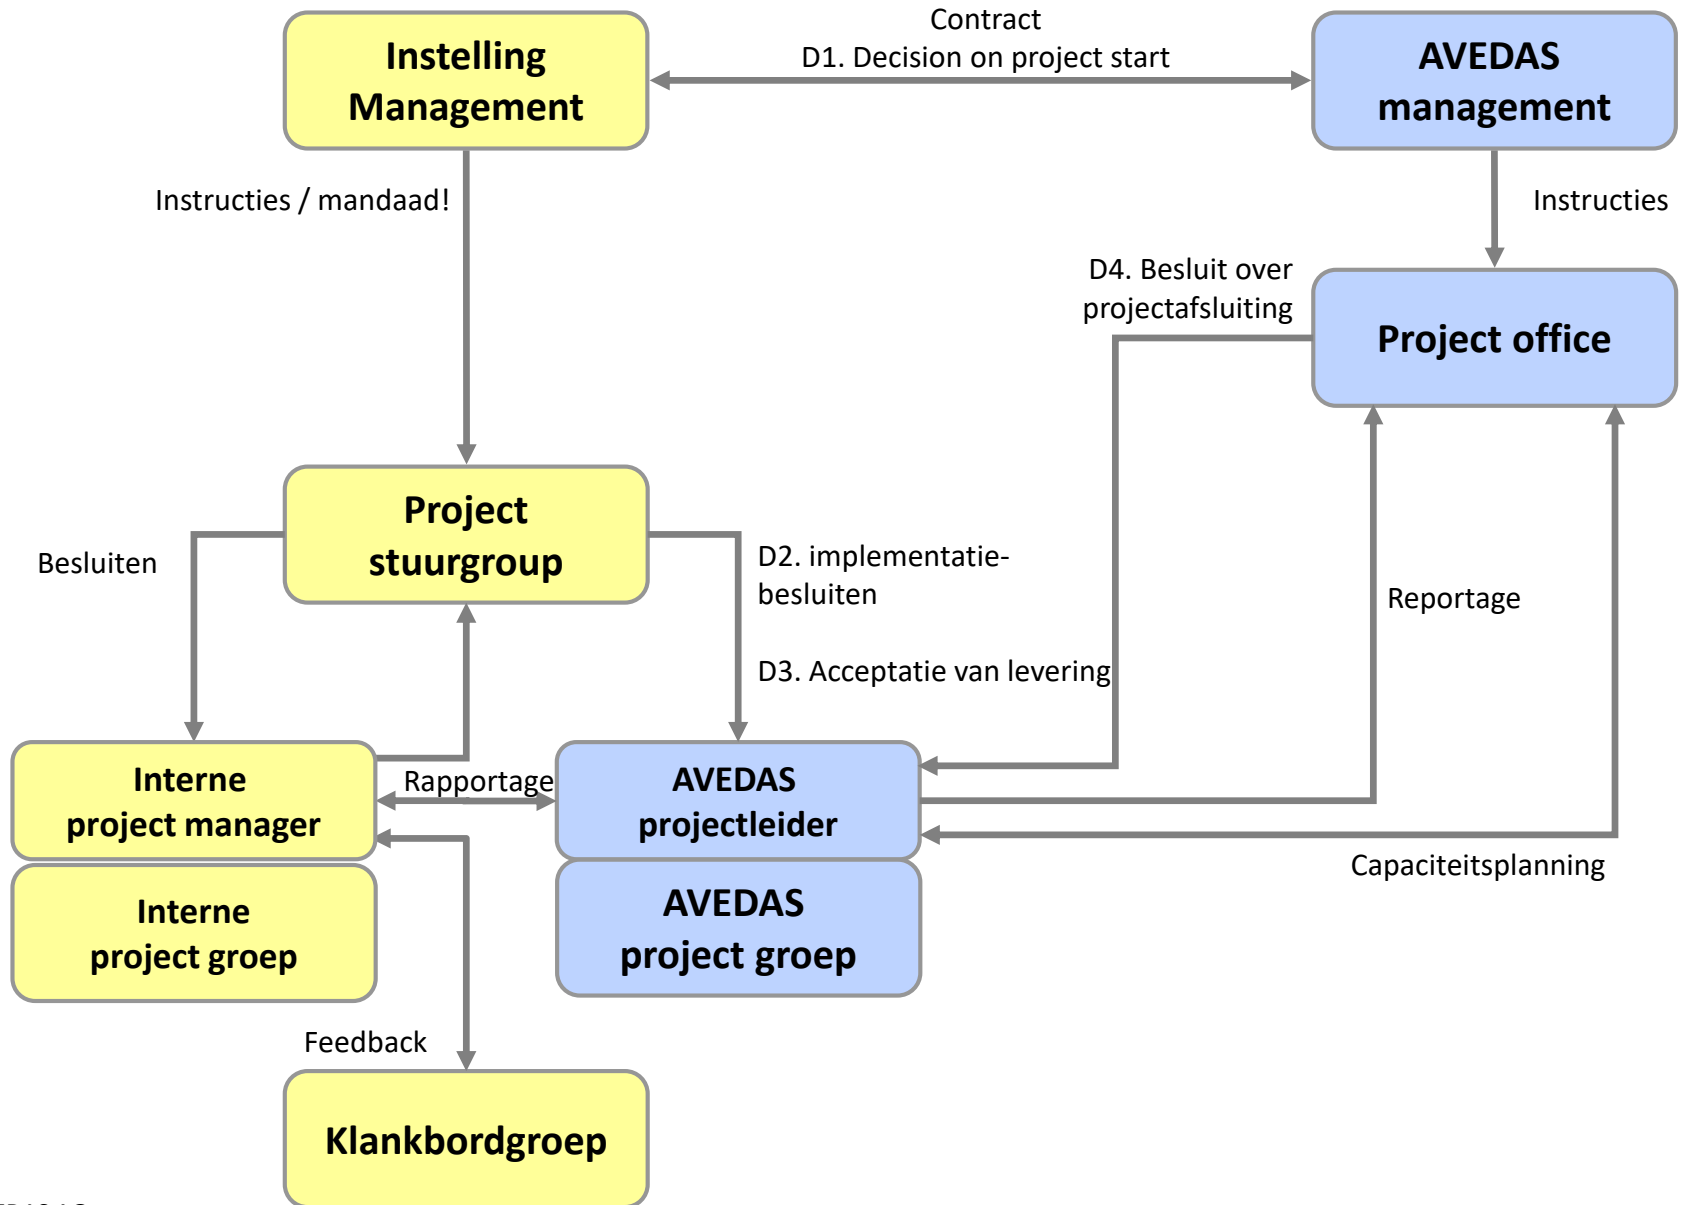 Contract
D1. Decision on project start
Instelling
Management
AVEDAS
management
Instructies / mandaad!
Instructies
D4. Besluit over
projectafsluiting
Project office
Project
stuurgroup
Besluiten
D2. implementatie-
besluiten
Reportage
D3. Acceptatie van levering
Interne
project manager
Rapportage
AVEDAS
projectleider
Capaciteitsplanning
Interne
project groep
AVEDAS
project groep
Feedback
Klankbordgroep